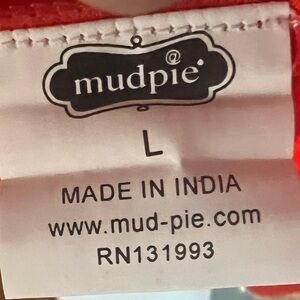 @
mudpie
L
MADE IN INDIA
www.mud-pie.com
RN131993